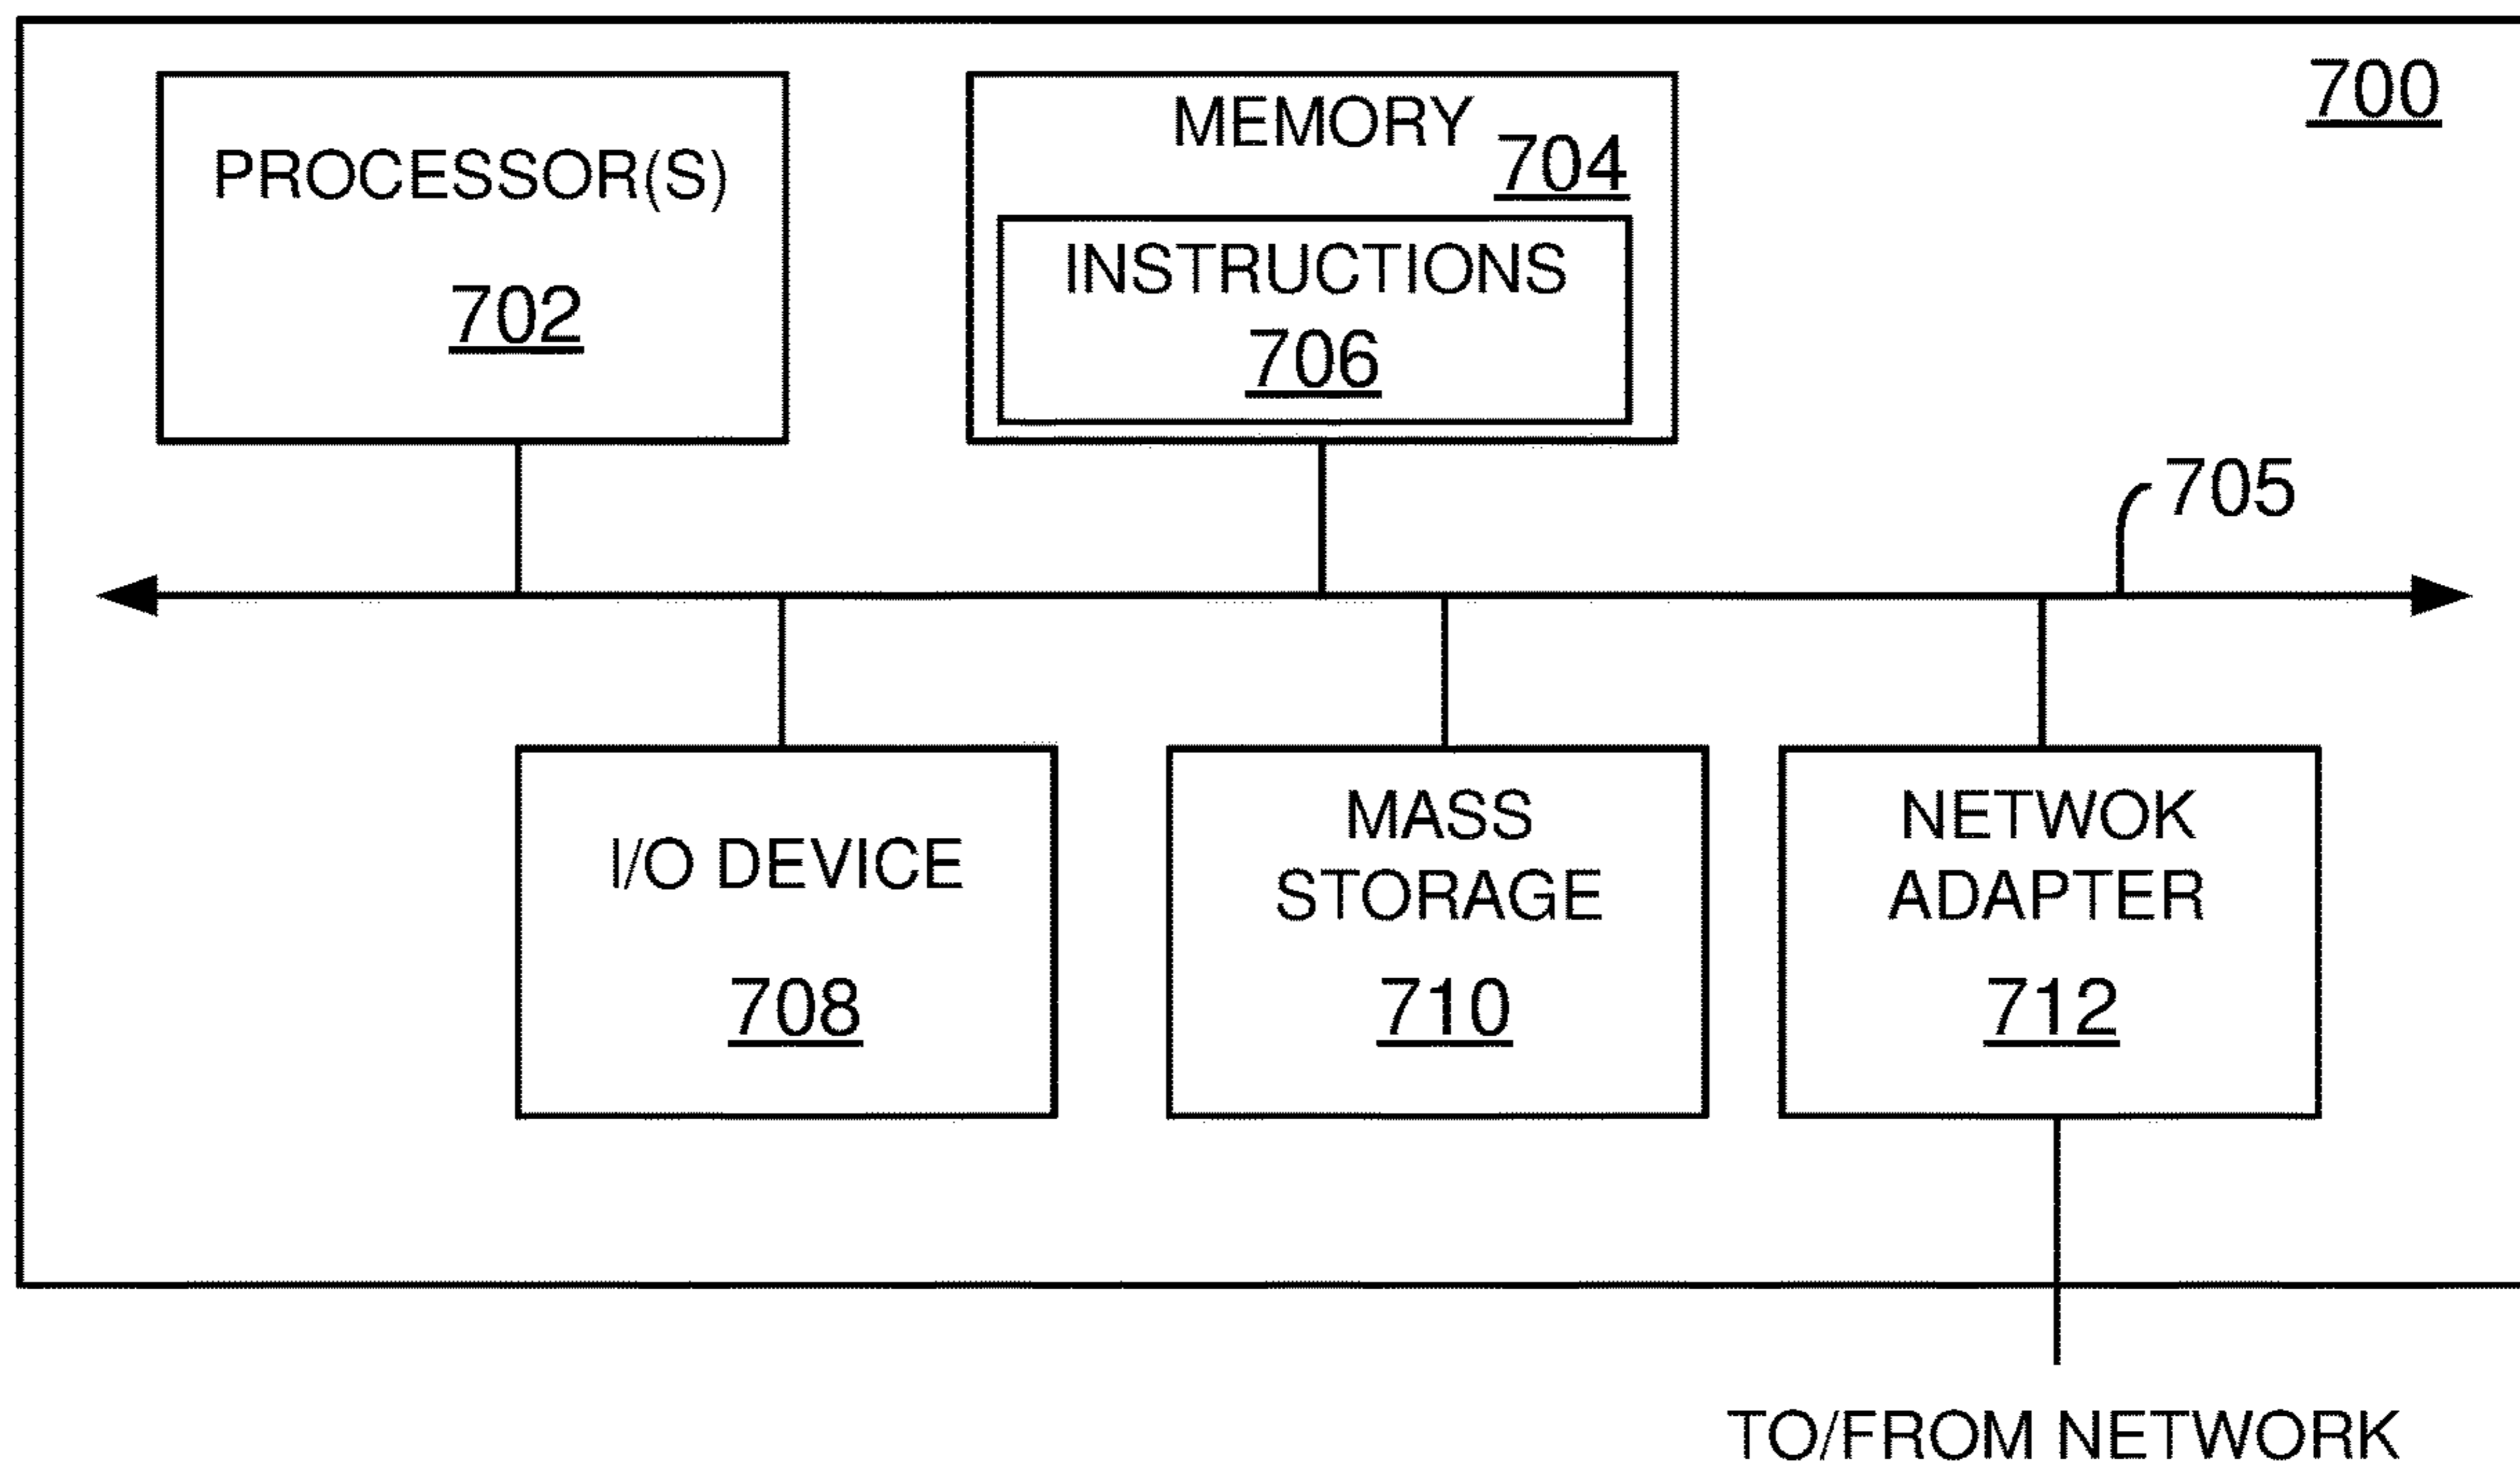 700
PROCESSOR(S)
702
MEMORY
704
INSTRUCTIONS
706
705
I/O DEVICE
708
MASS
STORAGE
710
NETWOK
ADAPTER
712
TO/FROM NETWORK